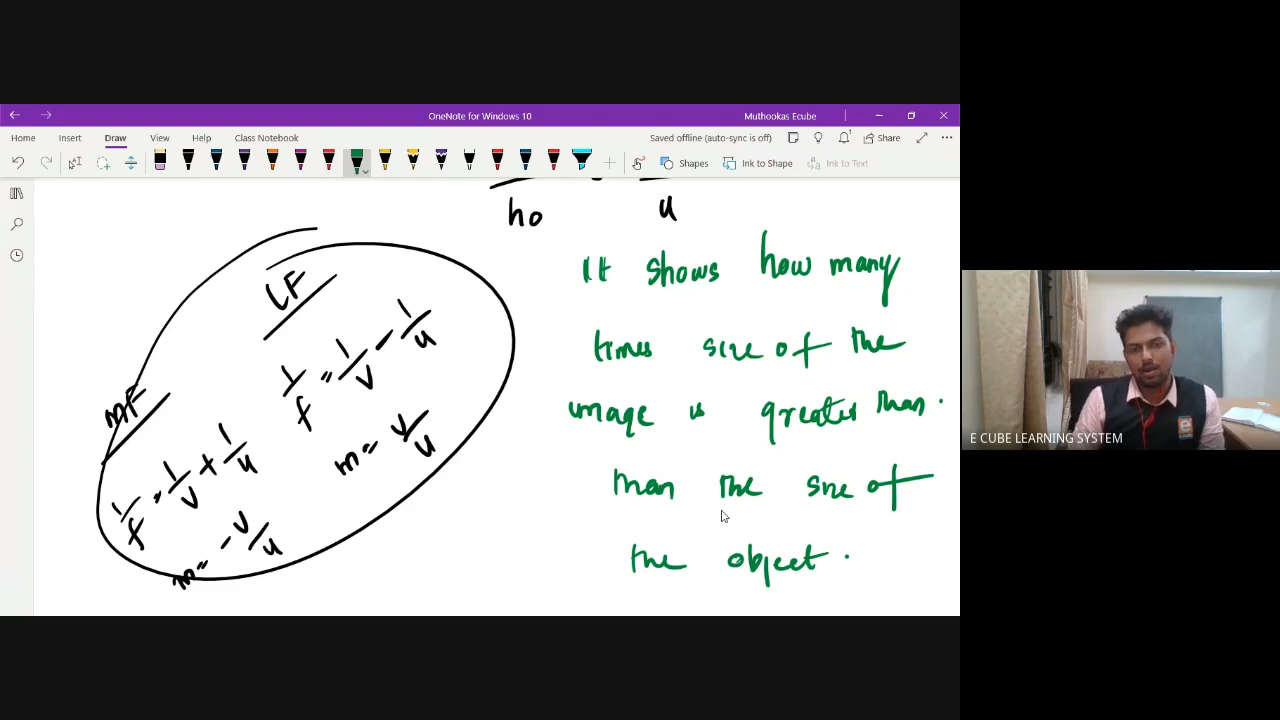 OneNote for Windows 10
Muthookas Ecube
Home Insert Draw View Help Class Notebook
Saved offline (auto-sync is off)
Share
Shapes
Ink to Shape
Ink to Text
ho
u
LF
1/f = 1/v - 1/u
m = v/u
MF
1/f = 1/v + 1/u
m = -v/u
It shows how many
times size of the
image is greater than.
than the size of
the object.
E CUBE LEARNING SYSTEM